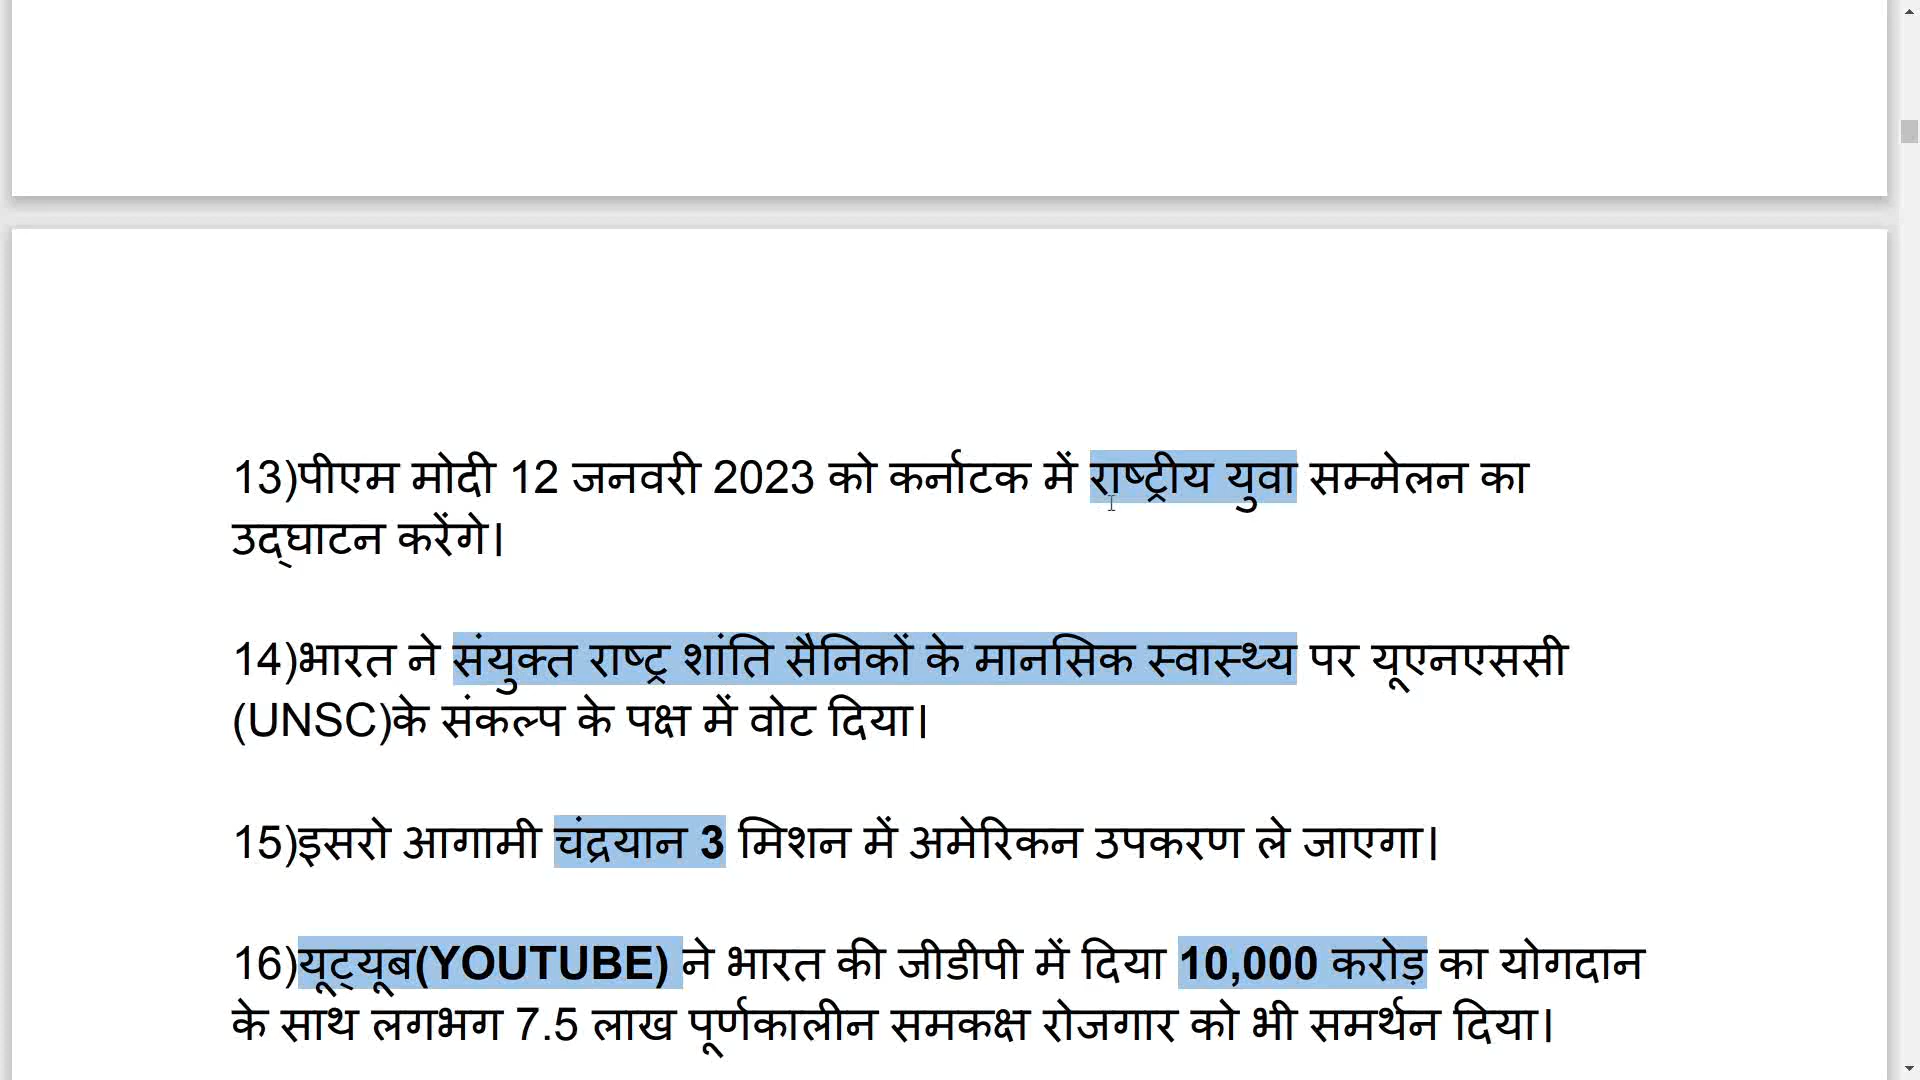 13)पीएम मोदी 12 जनवरी 2023 को कर्नाटक में राष्ट्रीय युवा सम्मेलन का
उद्घाटन करेंगे।
14)भारत ने संयुक्त राष्ट्र शांति सैनिकों के मानसिक स्वास्थ्य पर यूएनएससी
(UNSC)के संकल्प के पक्ष में वोट दिया।
15)इसरो आगामी चंद्रयान 3 मिशन में अमेरिकन उपकरण ले जाएगा।
16)यूट्यूब(YOUTUBE) ने भारत की जीडीपी में दिया 10,000 करोड़ का योगदान
के साथ लगभग 7.5 लाख पूर्णकालीन समकक्ष रोजगार को भी समर्थन दिया।